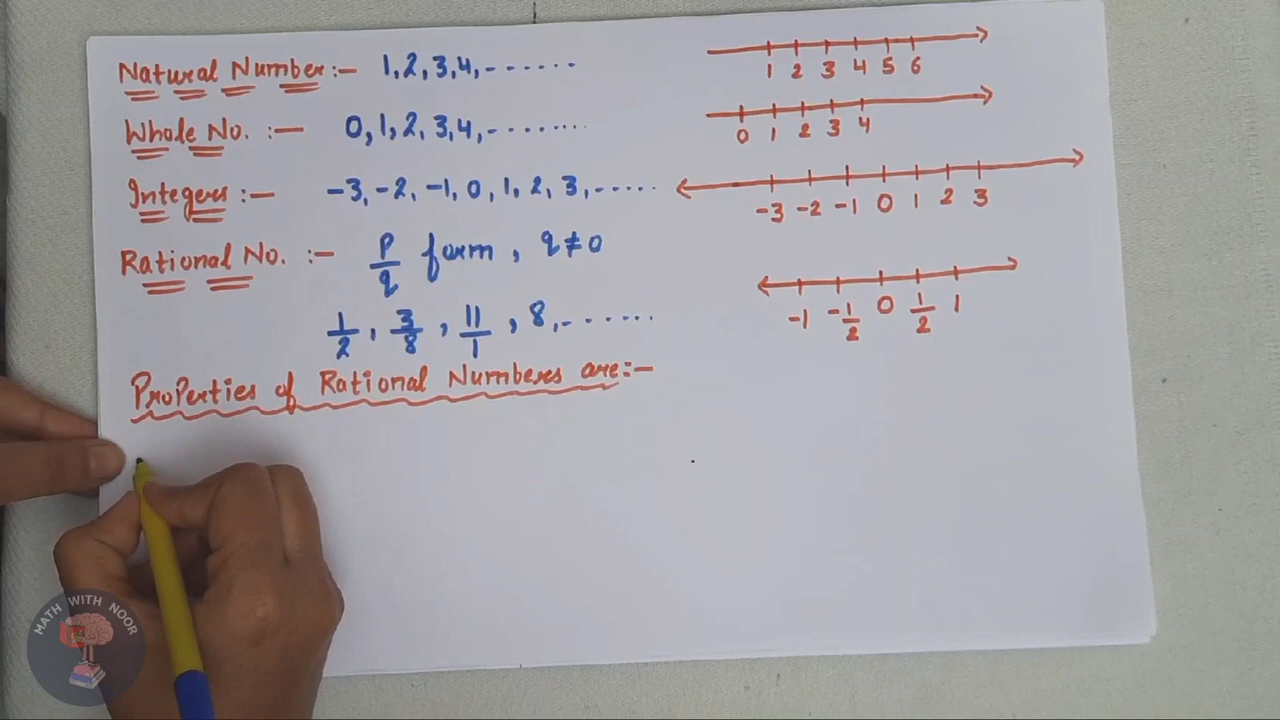 Natural Number:- 1, 2, 3, 4, -------
1 2 3 4 5 6
Whole No. :- 0, 1, 2, 3, 4, --------
0 1 2 3 4
Integers :- -3, -2, -1, 0, 1, 2, 3, -----
-3 -2 -1 0 1 2 3
Rational No. :- P/q form, q≠0
-1 -1/2 0 1/2 1
1/2, 3/8, 11/1, 8, -------
Properties of Rational Numberes are:-
MATH WITH NOOR